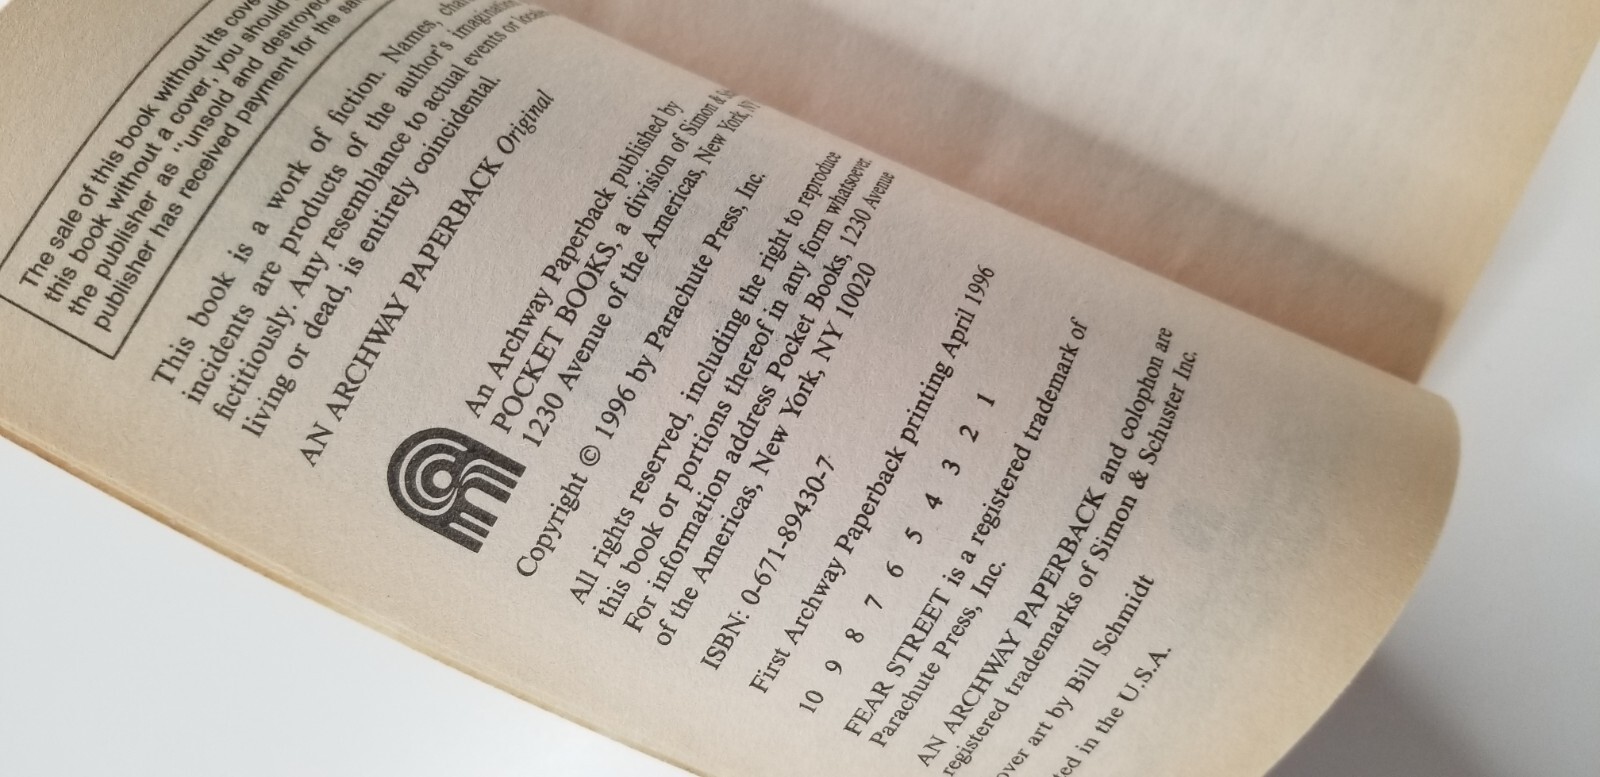 The sale of this book without its cove
this book without a cover, you should
the publisher as "unsold and destroyed
publisher has received payment for the sal
This book is a work of fiction. Names, char
incidents are products of the author's imagination
fictitiously. Any resemblance to actual events or loca
living or dead, is entirely coincidental.
AN ARCHWAY PAPERBACK Original
An Archway Paperback published by
POCKET BOOKS, a division of Simon &
1230 Avenue of the Americas, New York, NY
Copyright © 1996 by Parachute Press, Inc.
All rights reserved, including the right to reproduce
this book or portions thereof in any form whatsoever.
For information address Pocket Books, 1230 Avenue
of the Americas, New York, NY 10020
ISBN: 0-671-89430-7
First Archway Paperback printing April 1996
10 9 8 7 6 5 4 3 2 1
FEAR STREET is a registered trademark of
Parachute Press, Inc.
AN ARCHWAY PAPERBACK and colophon are
registered trademarks of Simon & Schuster Inc.
over art by Bill Schmidt
ted in the U.S.A.